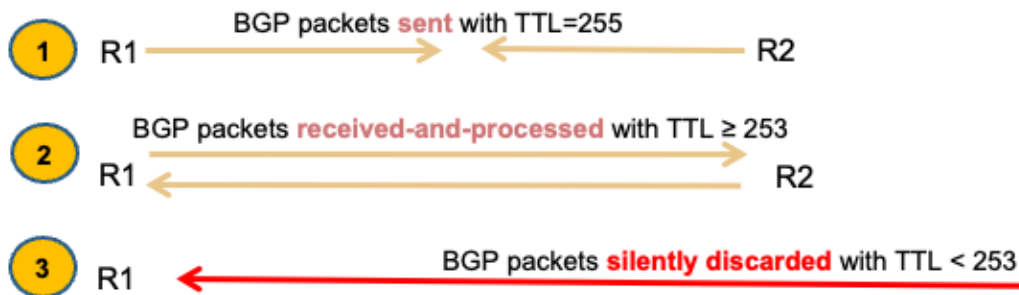 BGP packets sent with TTL=255
1 R1 R2
BGP packets received-and-processed with TTL ≥ 253
2 R1 R2
BGP packets silently discarded with TTL < 253
3 R1